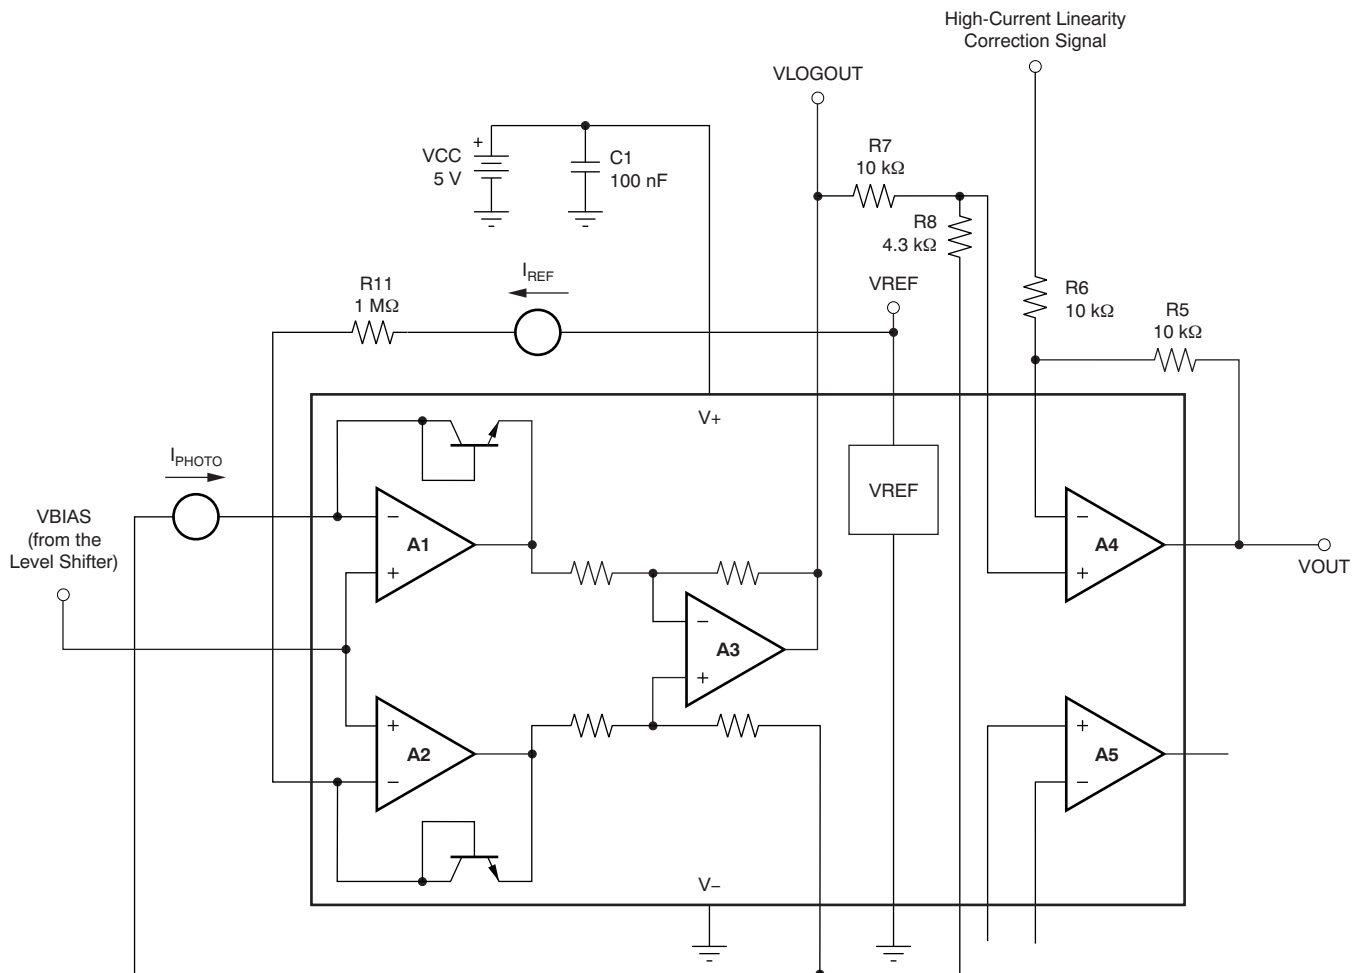 High-Current Linearity
Correction Signal
VLOGOUT
R7
10 kΩ
+
VCC
5 V
C1
100 nF
R8
4.3 kΩ
IREF
R11
1 MΩ
VREF
R6
10 kΩ
R5
10 kΩ
V+
IPHOTO
VREF
VBIAS
(from the
Level Shifter)
−
A1
+
−
A4
+
VOUT
−
A3
+
+
A2
−
+
A5
−
V−